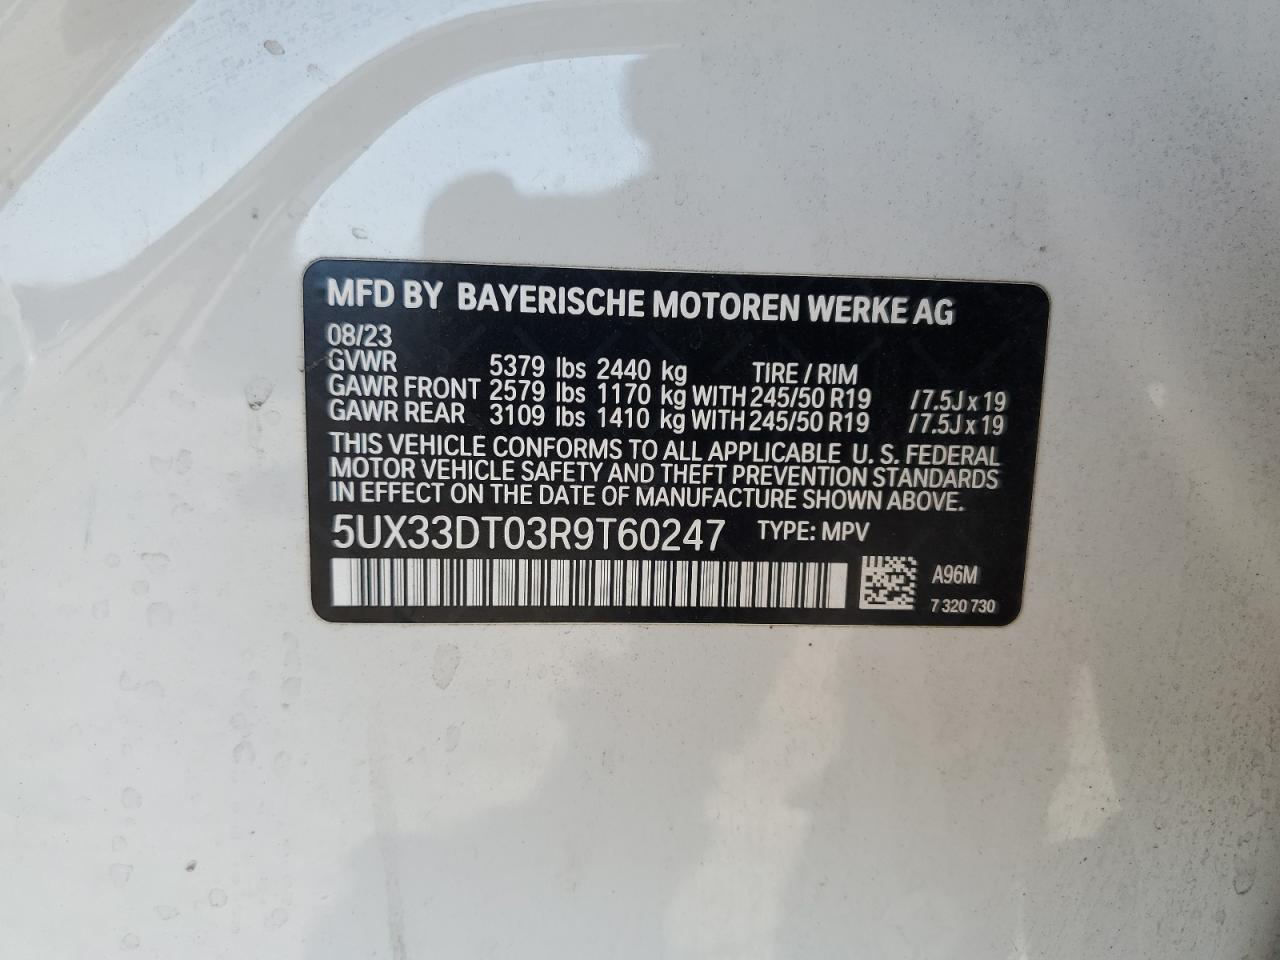 MFD BY BAYERISCHE MOTOREN WERKE AG
08/23
GVWR 5379 lbs 2440 kg TIRE / RIM
GAWR FRONT 2579 lbs 1170 kg WITH 245/50 R19 / 7.5J x 19
GAWR REAR 3109 lbs 1410 kg WITH 245/50 R19 / 7.5J x 19
THIS VEHICLE CONFORMS TO ALL APPLICABLE U. S. FEDERAL
MOTOR VEHICLE SAFETY AND THEFT PREVENTION STANDARDS
IN EFFECT ON THE DATE OF MANUFACTURE SHOWN ABOVE.
5UX33DT03R9T60247 TYPE: MPV
A96M
7 320 730